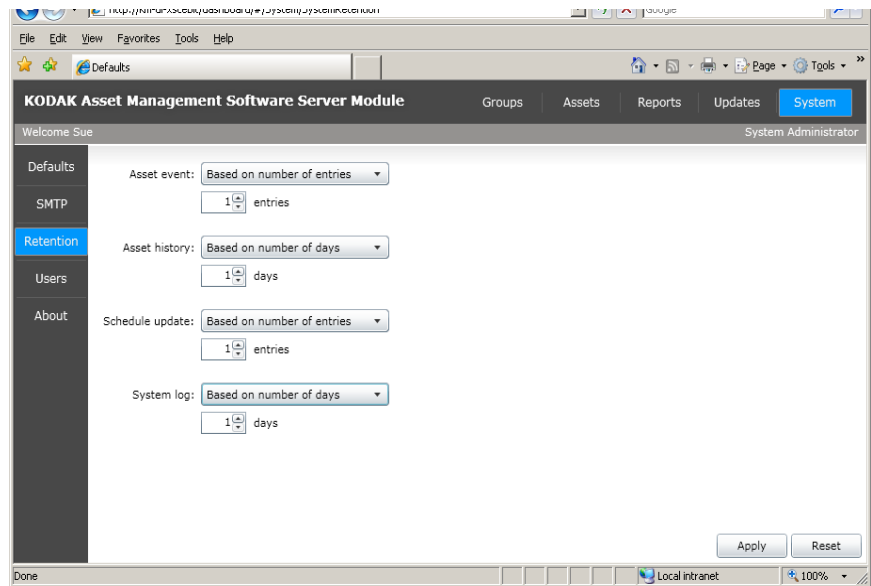 File Edit View Favorites Tools Help
Defaults
Page Tools »
KODAK Asset Management Software Server Module Groups Assets Reports Updates System
Welcome Sue System Administrator
Defaults
SMTP
Retention
Users
About
Asset event: Based on number of entries
1 entries
Asset history: Based on number of days
1 days
Schedule update: Based on number of entries
1 entries
System log: Based on number of days
1 days
Apply Reset
Done Local intranet 100%